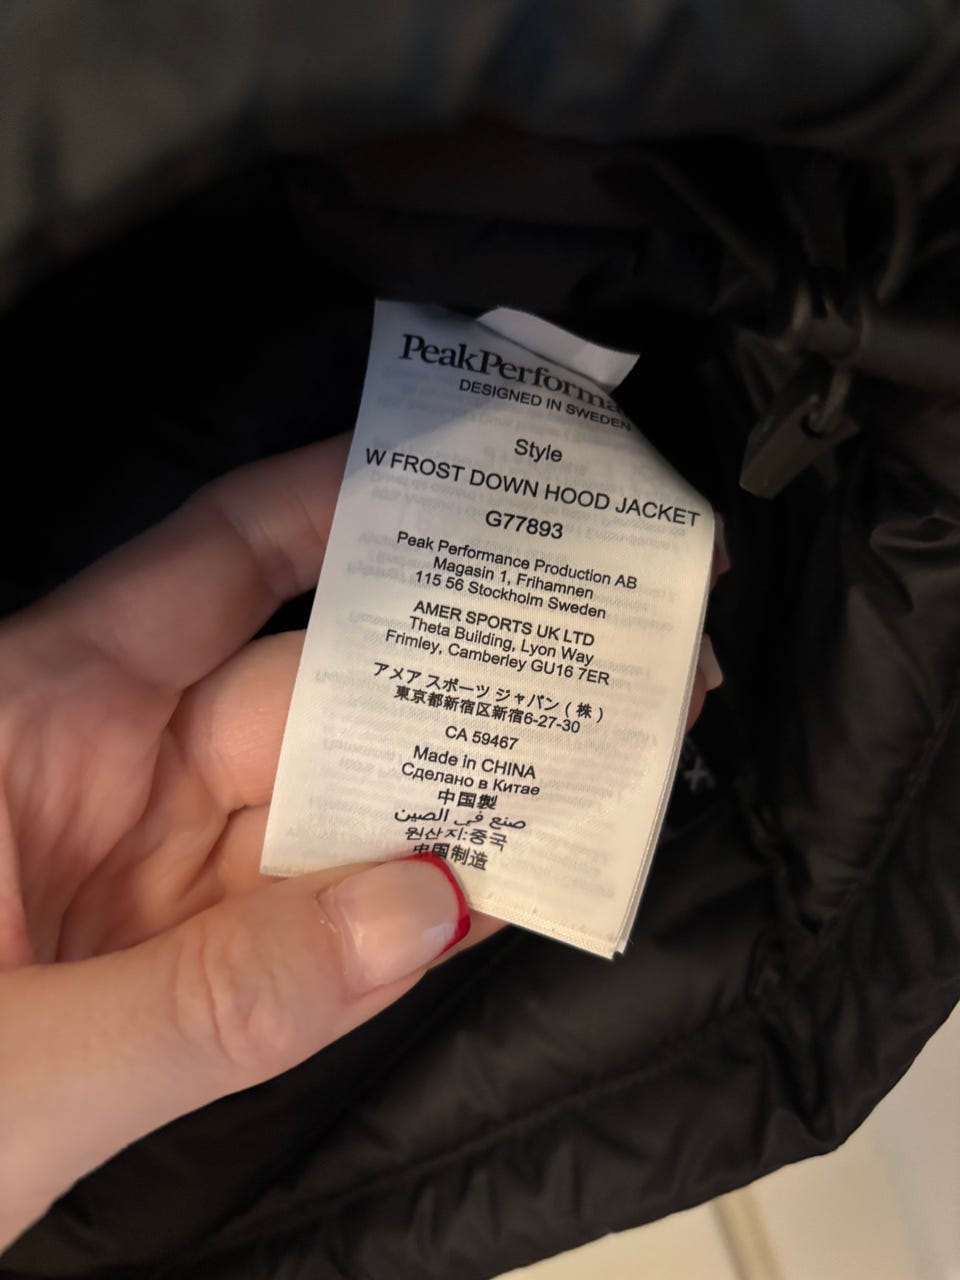 PeakPerforma
DESIGNED IN SWEDEN
Style
W FROST DOWN HOOD JACKET
G77893
Peak Performance Production AB
Magasin 1, Frihamnen
115 56 Stockholm Sweden
AMER SPORTS UK LTD
Theta Building, Lyon Way
Frimley, Camberley GU16 7ER
アメア スポーツ ジャパン ( 株 )
東京都新宿区新宿6-27-30
CA 59467
Made in CHINA
Сделано в Китае
中国製
صنع في الصين
원산지:중국
中国制造